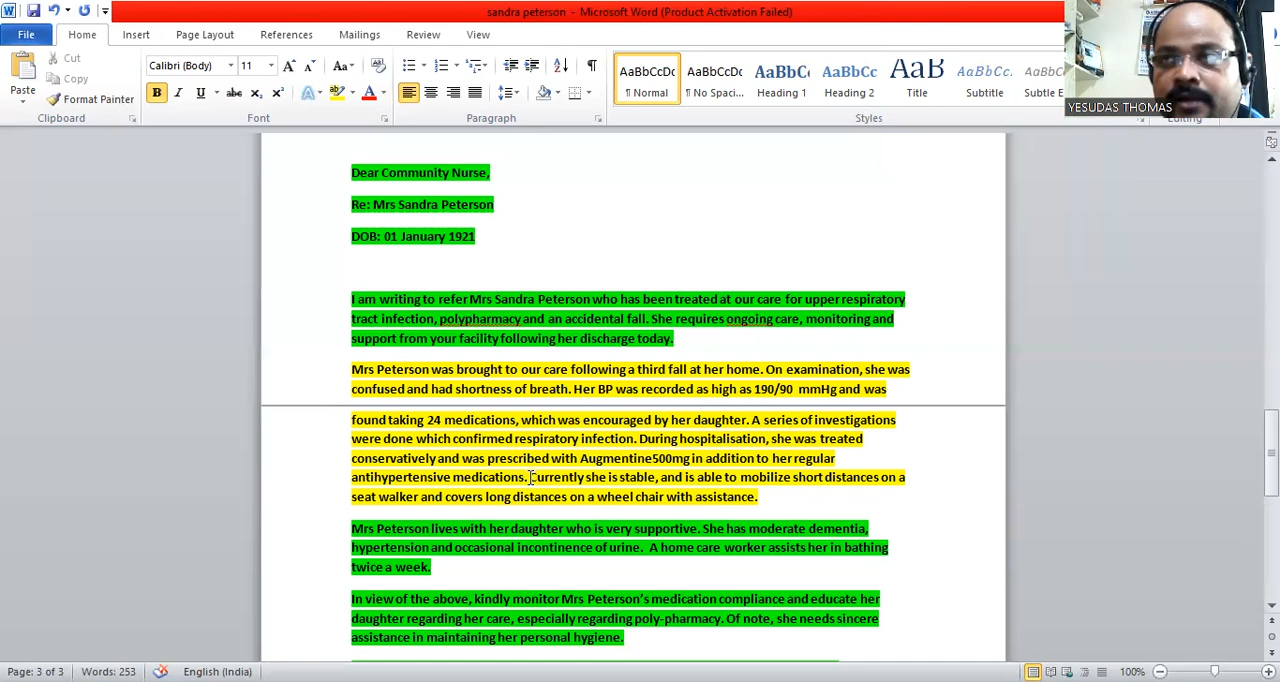 sandra peterson - Microsoft Word (Product Activation Failed)
File Home Insert Page Layout References Mailings Review View
Cut
Copy
Paste
Format Painter
Clipboard
Calibri (Body) 11
Font
Paragraph
AaBbCcDc AaBbCcDc AaBbC AaBbCc AaB AaBbCc.
¶ Normal ¶ No Spaci... Heading 1 Heading 2 Title Subtitle Subtle E
Styles
YESUDAS THOMAS
Editing
Dear Community Nurse,
Re: Mrs Sandra Peterson
DOB: 01 January 1921
I am writing to refer Mrs Sandra Peterson who has been treated at our care for upper respiratory
tract infection, polypharmacy and an accidental fall. She requires ongoing care, monitoring and
support from your facility following her discharge today.
Mrs Peterson was brought to our care following a third fall at her home. On examination, she was
confused and had shortness of breath. Her BP was recorded as high as 190/90 mmHg and was
found taking 24 medications, which was encouraged by her daughter. A series of investigations
were done which confirmed respiratory infection. During hospitalisation, she was treated
conservatively and was prescribed with Augmentine500mg in addition to her regular
antihypertensive medications. Currently she is stable, and is able to mobilize short distances on a
seat walker and covers long distances on a wheel chair with assistance.
Mrs Peterson lives with her daughter who is very supportive. She has moderate dementia,
hypertension and occasional incontinence of urine. A home care worker assists her in bathing
twice a week.
In view of the above, kindly monitor Mrs Peterson's medication compliance and educate her
daughter regarding her care, especially regarding poly-pharmacy. Of note, she needs sincere
assistance in maintaining her personal hygiene.
Page: 3 of 3 Words: 253 English (India) 100%